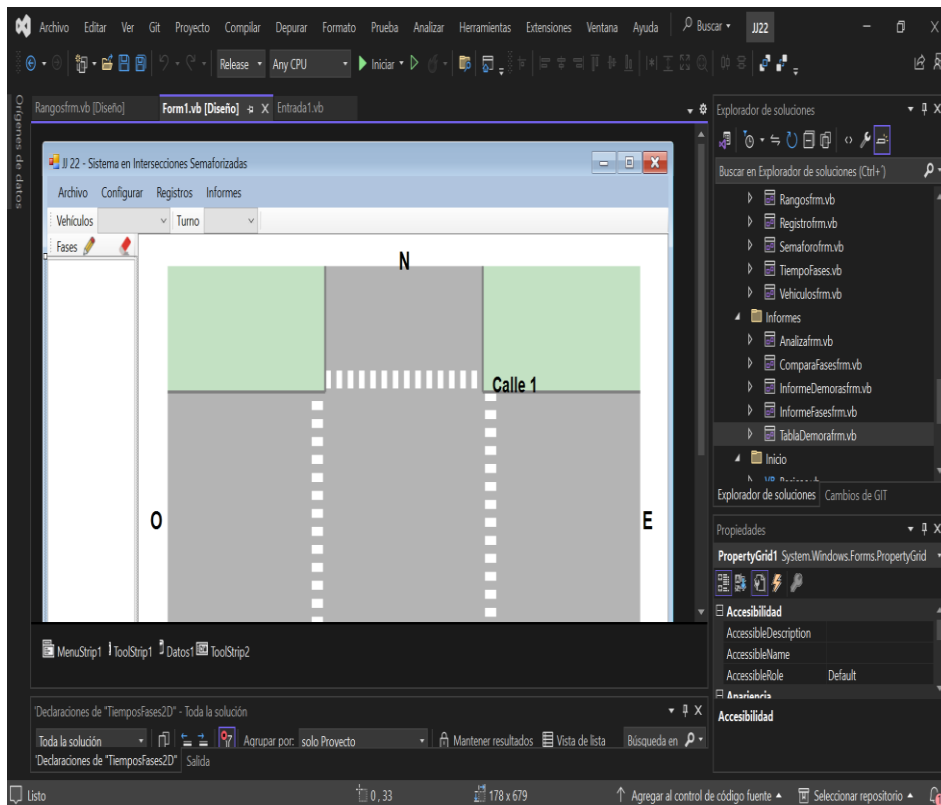 Archivo Editar Ver Git Proyecto Compilar Depurar Formato Prueba Analizar Herramientas Extensiones Ventana Ayuda Buscar JJ22
Release Any CPU Iniciar
Orígenes de datos
Rangosfrm.vb [Diseño] Form1.vb [Diseño] Entrada1.vb
JJ 22 - Sistema en Intersecciones Semaforizadas
Archivo Configurar Registros Informes
Vehículos Turno
Fases
N
Calle 1
O
E
MenuStrip1 ToolStrip1 Datos1 ToolStrip2
'Declaraciones de "TiemposFases2D" - Toda la solución
Toda la solución Agrupar por: solo Proyecto Mantener resultados Vista de lista Búsqueda en
'Declaraciones de "TiemposFases2D" Salida
Explorador de soluciones
Buscar en Explorador de soluciones (Ctrl+´)
Rangosfrm.vb
Registrofrm.vb
Semaforofrm.vb
TiempoFases.vb
Vehiculosfrm.vb
Informes
Analizafrm.vb
ComparaFasesfrm.vb
InformeDemorasfrm.vb
InformeFasesfrm.vb
TablaDemorafrm.vb
Inicio
Explorador de soluciones Cambios de GIT
Propiedades
PropertyGrid1 System.Windows.Forms.PropertyGrid
Accesibilidad
AccessibleDescription
AccessibleName
AccessibleRole Default
Apariencia
Accesibilidad
Listo 0 , 33 178 x 679 Agregar al control de código fuente Seleccionar repositorio